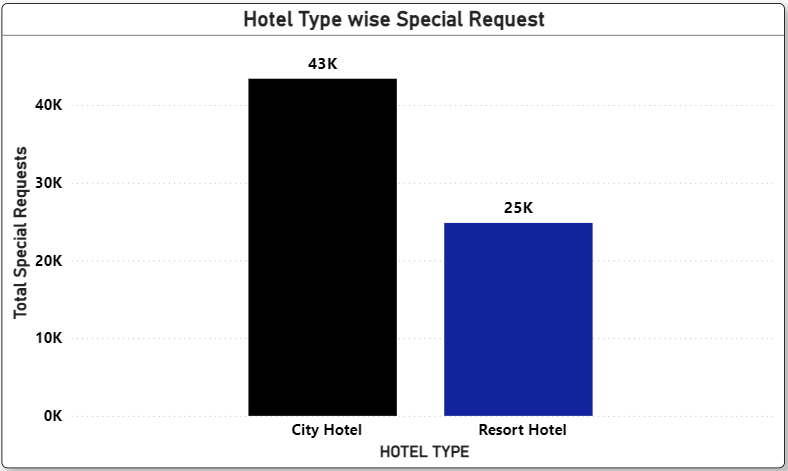 Hotel Type wise Special Request
43K
40K
25K
30K
20K
10K
0K
Total Special Requests
City Hotel
Resort Hotel
HOTEL TYPE